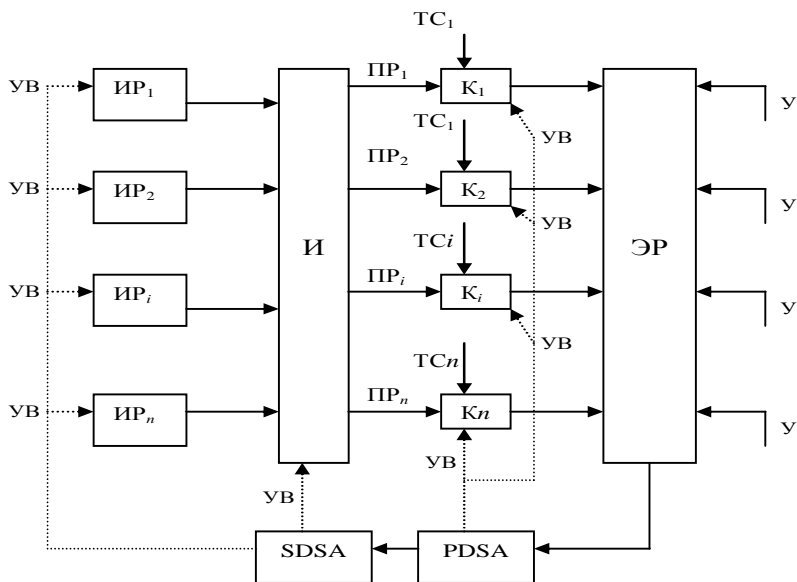 ТС₁
УВ
ИР₁
ПР₁
К₁
ТС₁
УВ
У
УВ
ИР₂
ПР₂
К₂
УВ
У
И
ТСi
ЭР
УВ
ИРᵢ
ПРᵢ
Кᵢ
УВ
У
ТСn
УВ
ИРₙ
ПРₙ
Кn
У
УВ
УВ
SDSA
PDSA